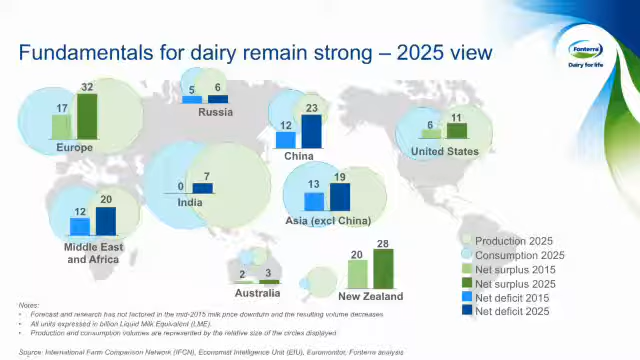 Fundamentals for dairy remain strong – 2025 view
Fonterra
Dairy for life
17
32
Europe
5
6
Russia
12
23
China
6
11
United States
0
7
India
13
19
Asia (excl China)
12
20
Middle East
and Africa
2
3
Australia
20
28
New Zealand
Production 2025
Consumption 2025
Net surplus 2015
Net surplus 2025
Net deficit 2015
Net deficit 2025
Notes:
• Forecast and research has not factored in the mid-2015 milk price downturn and the resulting volume decreases
• All units expressed in billion Liquid Milk Equivalent (LME).
• Production and consumption volumes are represented by the relative size of the circles displayed
Source: International Farm Comparison Network (IFCN), Economist Intelligence Unit (EIU), Euromonitor, Fonterra analysis